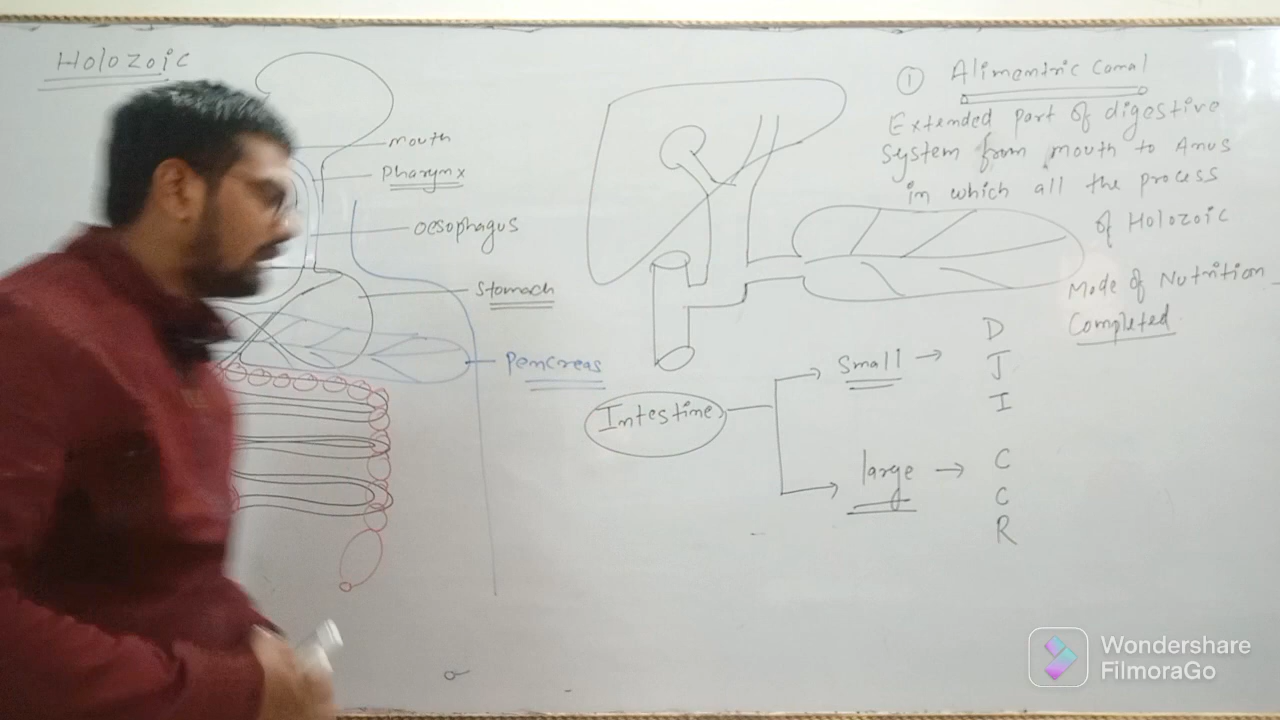 Holozoic
mouth
Pharynx
oesophagus
Stomach
Pencreas
① Alimentric Canal
Extended part of digestive
system from mouth to Anus
in which all the process
of Holozoic
Mode of Nutrition
Completed
Intestine
Small → D
J
I
large → C
C
R
Wondershare
FilmoraGo